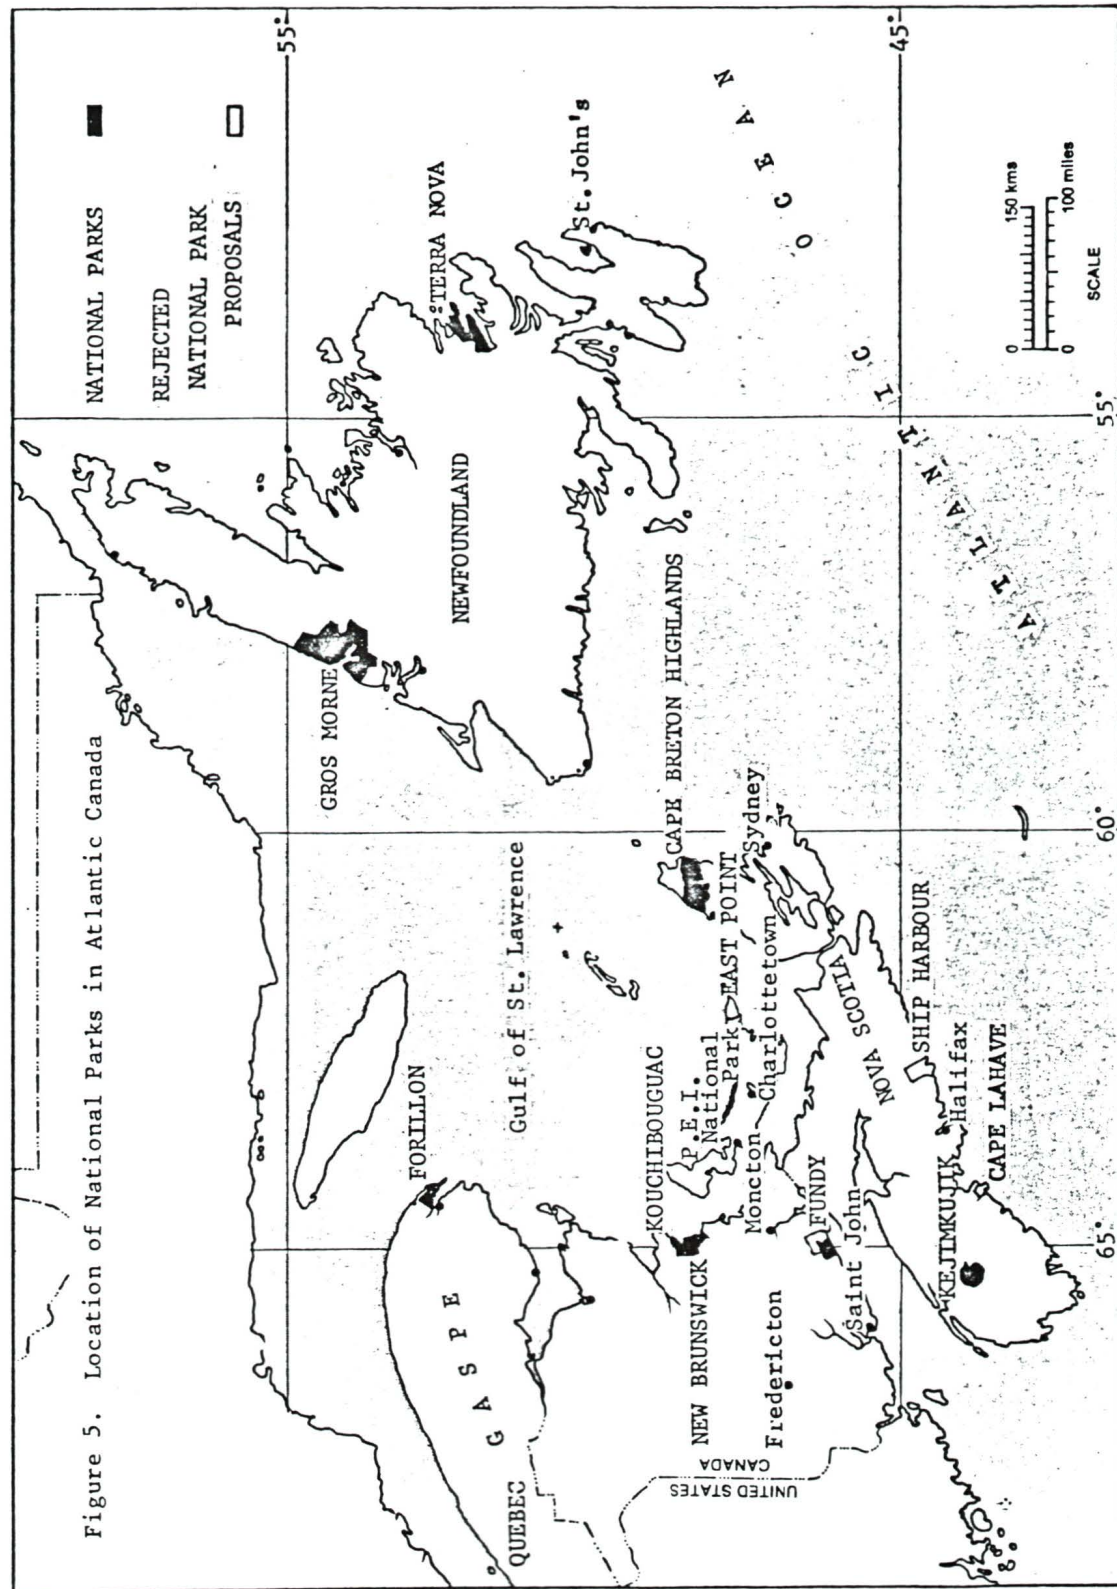 Figure 5. Location of National Parks in Atlantic Canada
NATIONAL PARKS
REJECTED
NATIONAL PARK
PROPOSALS
55°
45°
55°
60°
65°
GROS MORNE
TERRA NOVA
NEWFOUNDLAND
St. John's
FORILLON
Gulf of St. Lawrence
GASPE
QUEBEC
CAPE BRETON HIGHLANDS
Sydney
EAST POINT
P.E.I.
National
Park
Charlottetown
KOUCHIBOUGUAC
NEW BRUNSWICK
Moncton
FUNDY
Fredericton
Saint John
UNITED STATES
CANADA
NOVA SCOTIA
SHIP HARBOUR
Halifax
KEJIMKUJIK
CAPE LAHAVE
ATLANTIC OCEAN
0 150 kms
0 100 miles
SCALE